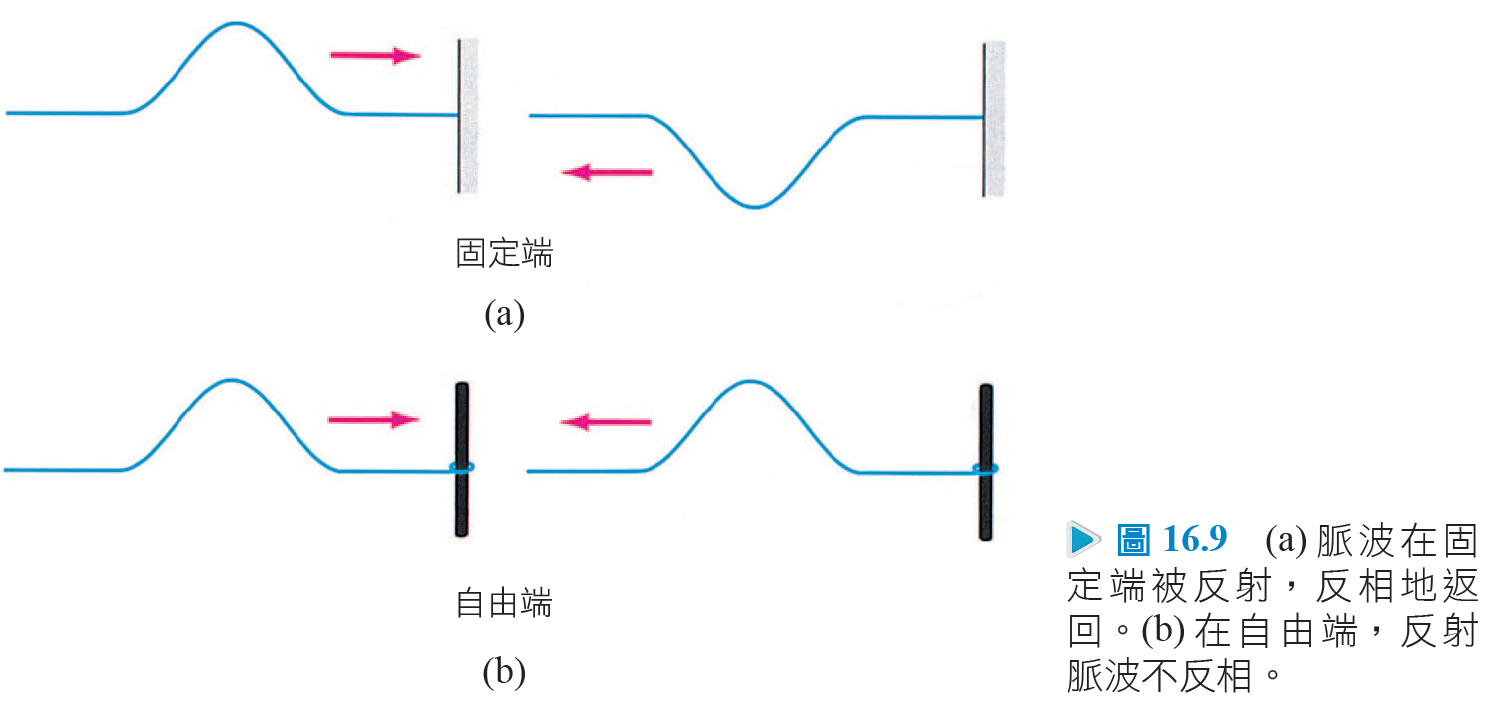 固定端
(a)
自由端
(b)
圖 16.9 (a) 脈波在固
定端被反射，反相地返
回。(b) 在自由端，反射
脈波不反相。